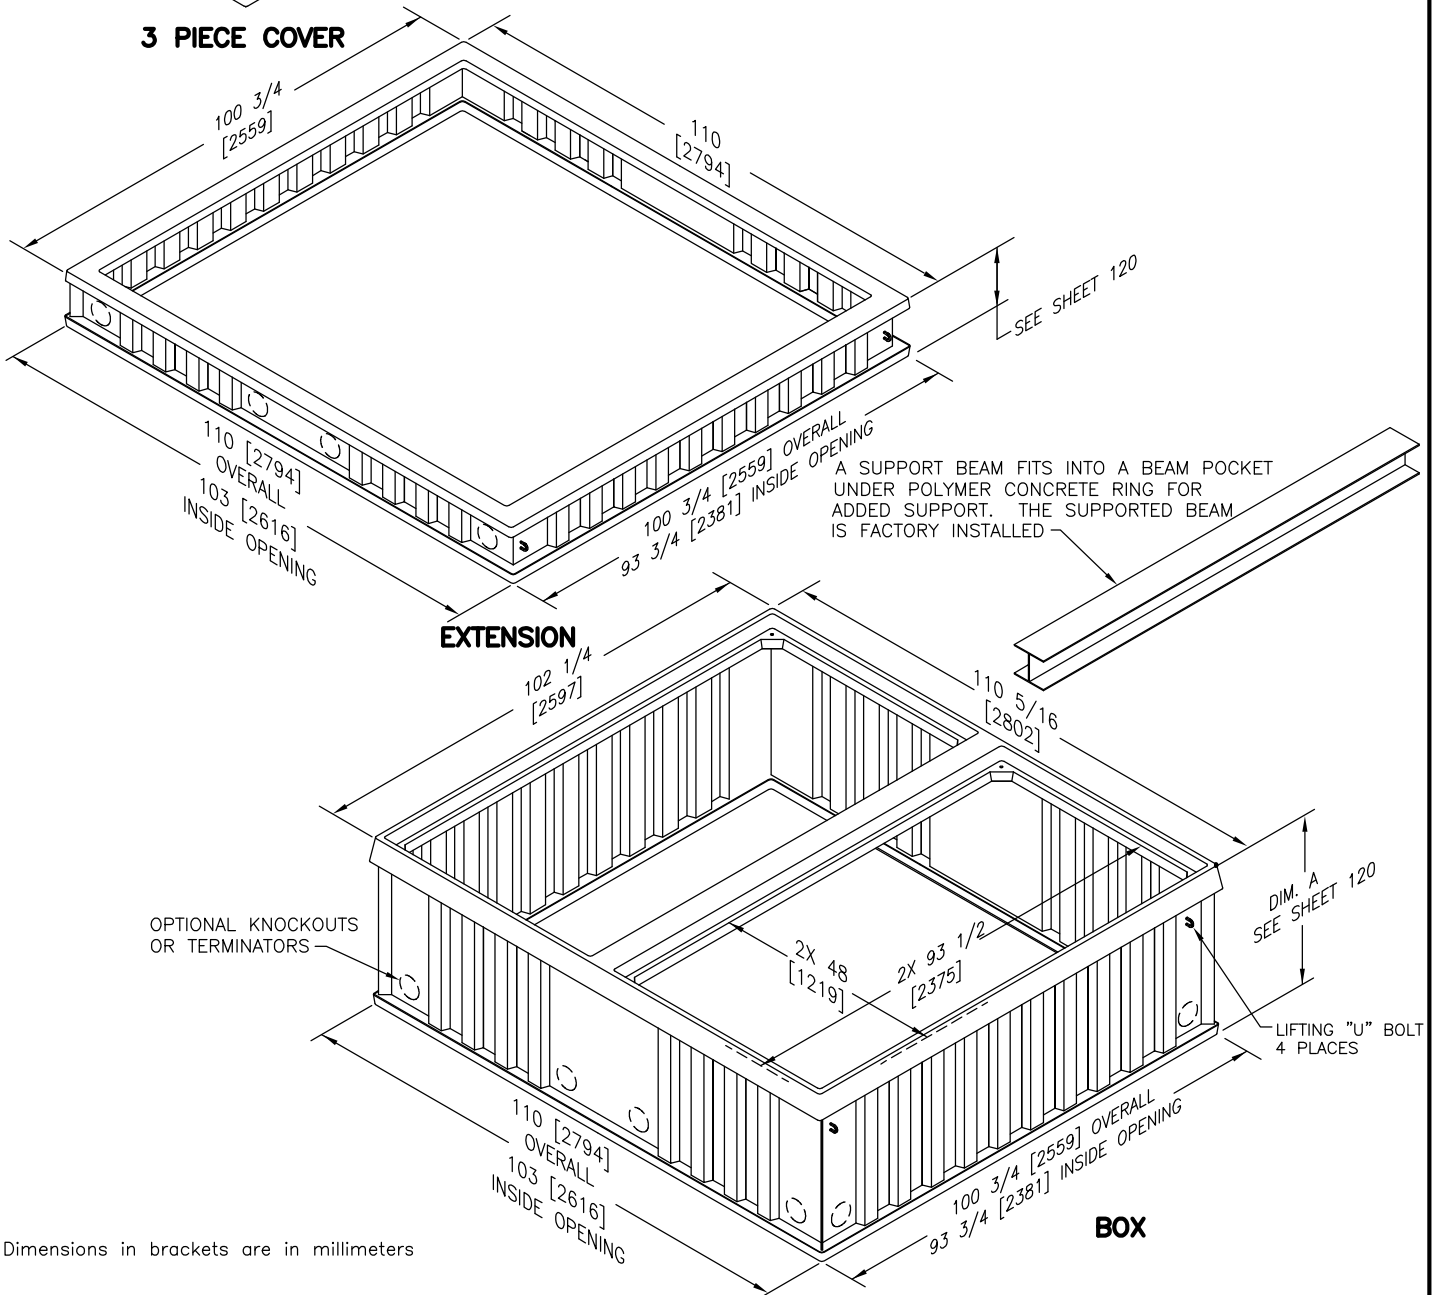 3 PIECE COVER
100 3/4
[2559]
110
[2794]
SEE SHEET 120
110 [2794]
OVERALL
103 [2616]
INSIDE OPENING
100 3/4 [2559] OVERALL
93 3/4 [2381] INSIDE OPENING
A SUPPORT BEAM FITS INTO A BEAM POCKET
UNDER POLYMER CONCRETE RING FOR
ADDED SUPPORT. THE SUPPORTED BEAM
IS FACTORY INSTALLED
EXTENSION
102 1/4
[2597]
110 5/16
[2802]
DIM. A
SEE SHEET 120
OPTIONAL KNOCKOUTS
OR TERMINATORS
2X 48
[1219]
2X 93 1/2
[2375]
LIFTING "U" BOLT
4 PLACES
110 [2794]
OVERALL
103 [2616]
INSIDE OPENING
100 3/4 [2559] OVERALL
93 3/4 [2381] INSIDE OPENING
BOX
Dimensions in brackets are in millimeters